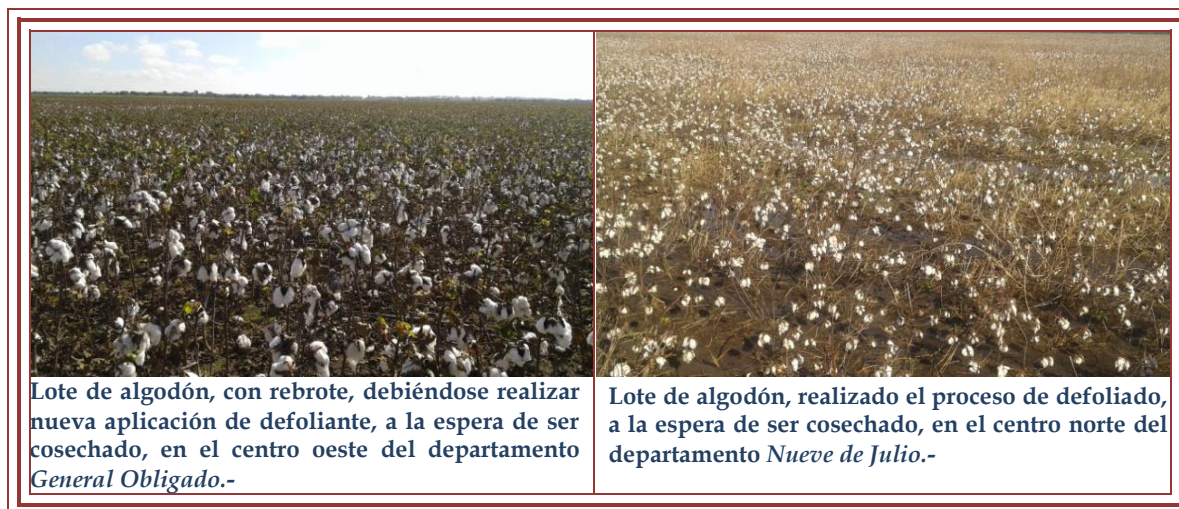 Lote de algodón, con rebrote, debiéndose realizar
nueva aplicación de defoliante, a la espera de ser
cosechado, en el centro oeste del departamento
General Obligado.-
Lote de algodón, realizado el proceso de defoliado,
a la espera de ser cosechado, en el centro norte del
departamento Nueve de Julio.-